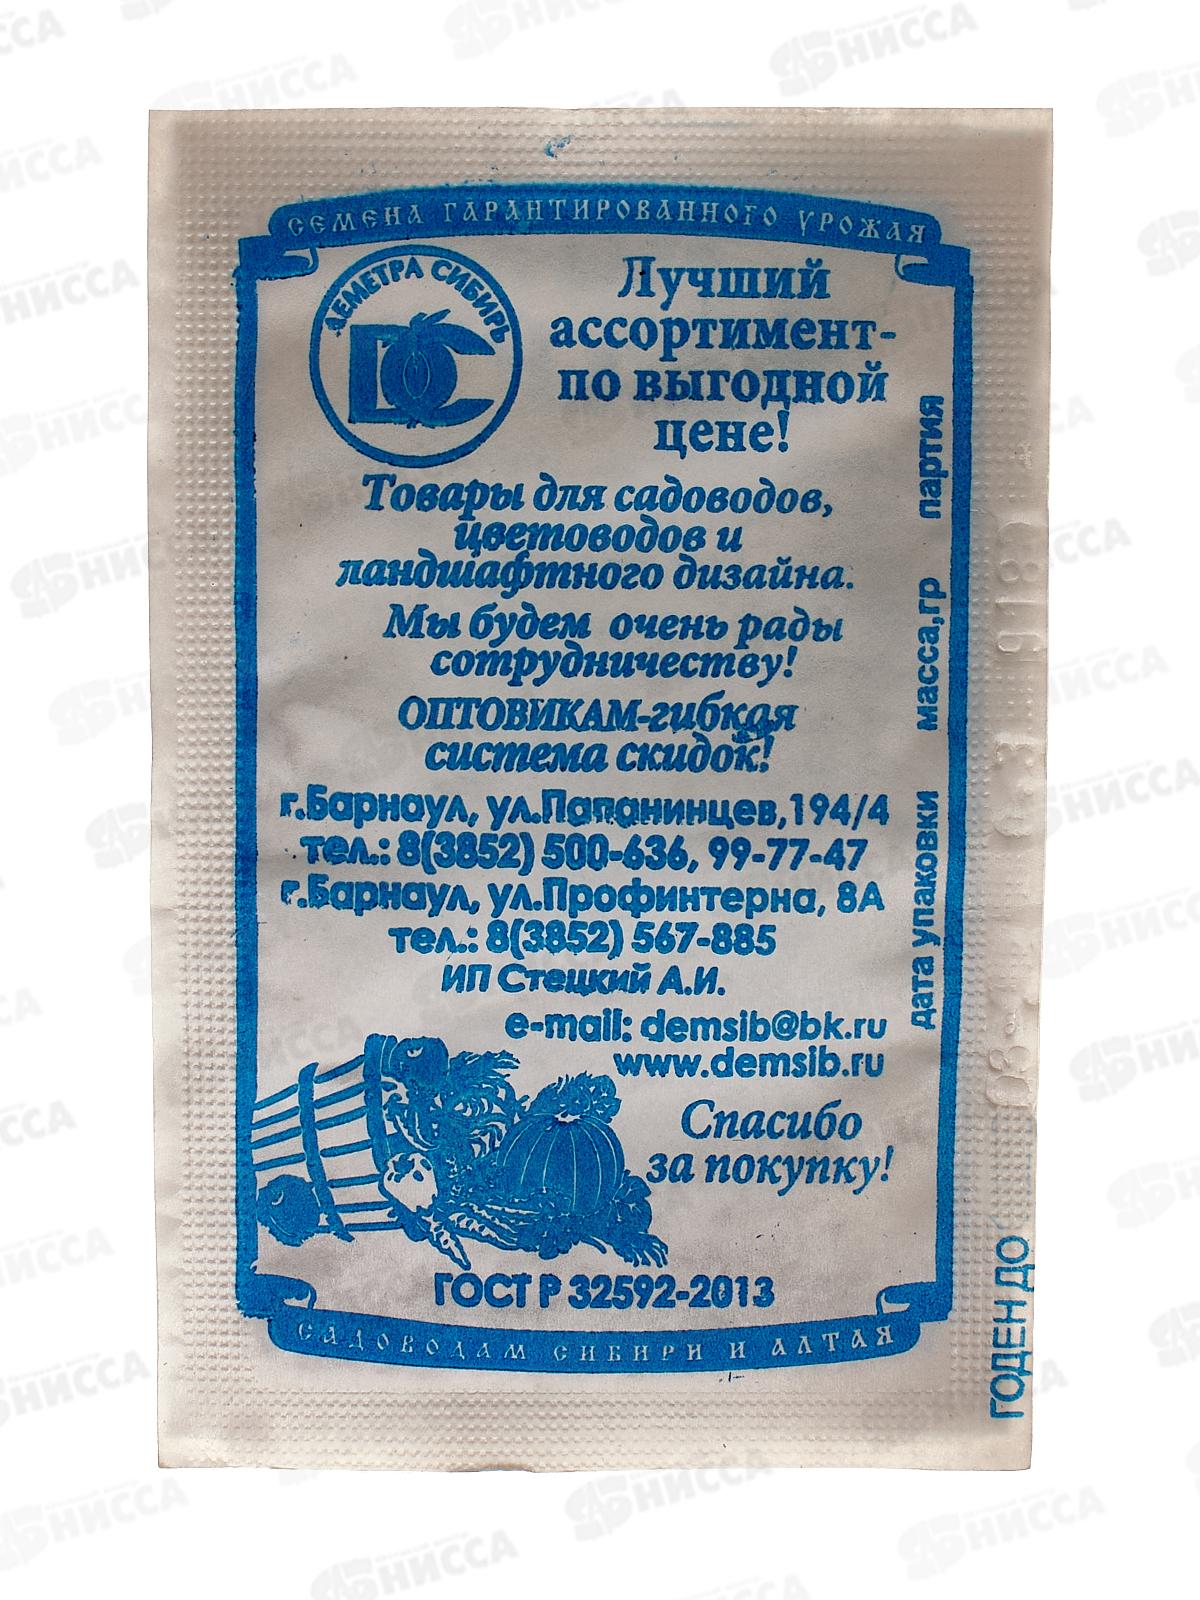 СЕМЕНА ГАРАНТИРОВАННОГО УРОЖАЯ
ДЕМЕТРА СИБИРЬ
DC
Лучший
ассортимент-
по выгодной
цене!
Товары для садоводов,
цветоводов и
ландшафтного дизайна.
Мы будем очень рады
сотрудничеству!
ОПТОВИКАМ-гибкая
система скидок!
г.Барнаул, ул.Папанинцев,194/4
тел.: 8(3852) 500-636, 99-77-47
г.Барнаул, ул.Профинтерна, 8А
тел.: 8(3852) 567-885
ИП Стецкий А.И.
e-mail: demsib@bk.ru
www.demsib.ru
Спасибо
за покупку!
ГОСТ Р 32592-2013
САДОВОДАМ СИБИРИ И АЛТАЯ
дата упаковки масса,гр партия
ГОДЕН ДО
НИССА